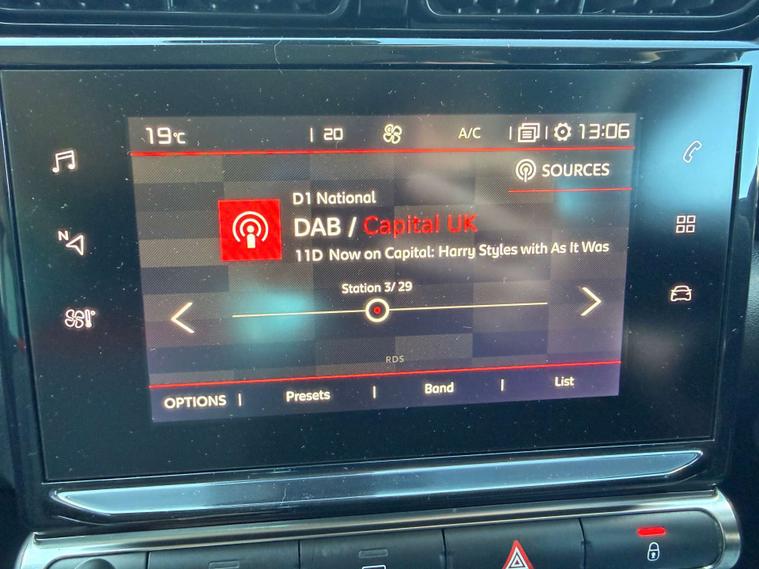 19°C | 20 A/C | | 13:06
SOURCES
D1 National
DAB / Capital UK
11D Now on Capital: Harry Styles with As It Was
Station 3/ 29
RDS
OPTIONS | Presets | Band | List
N